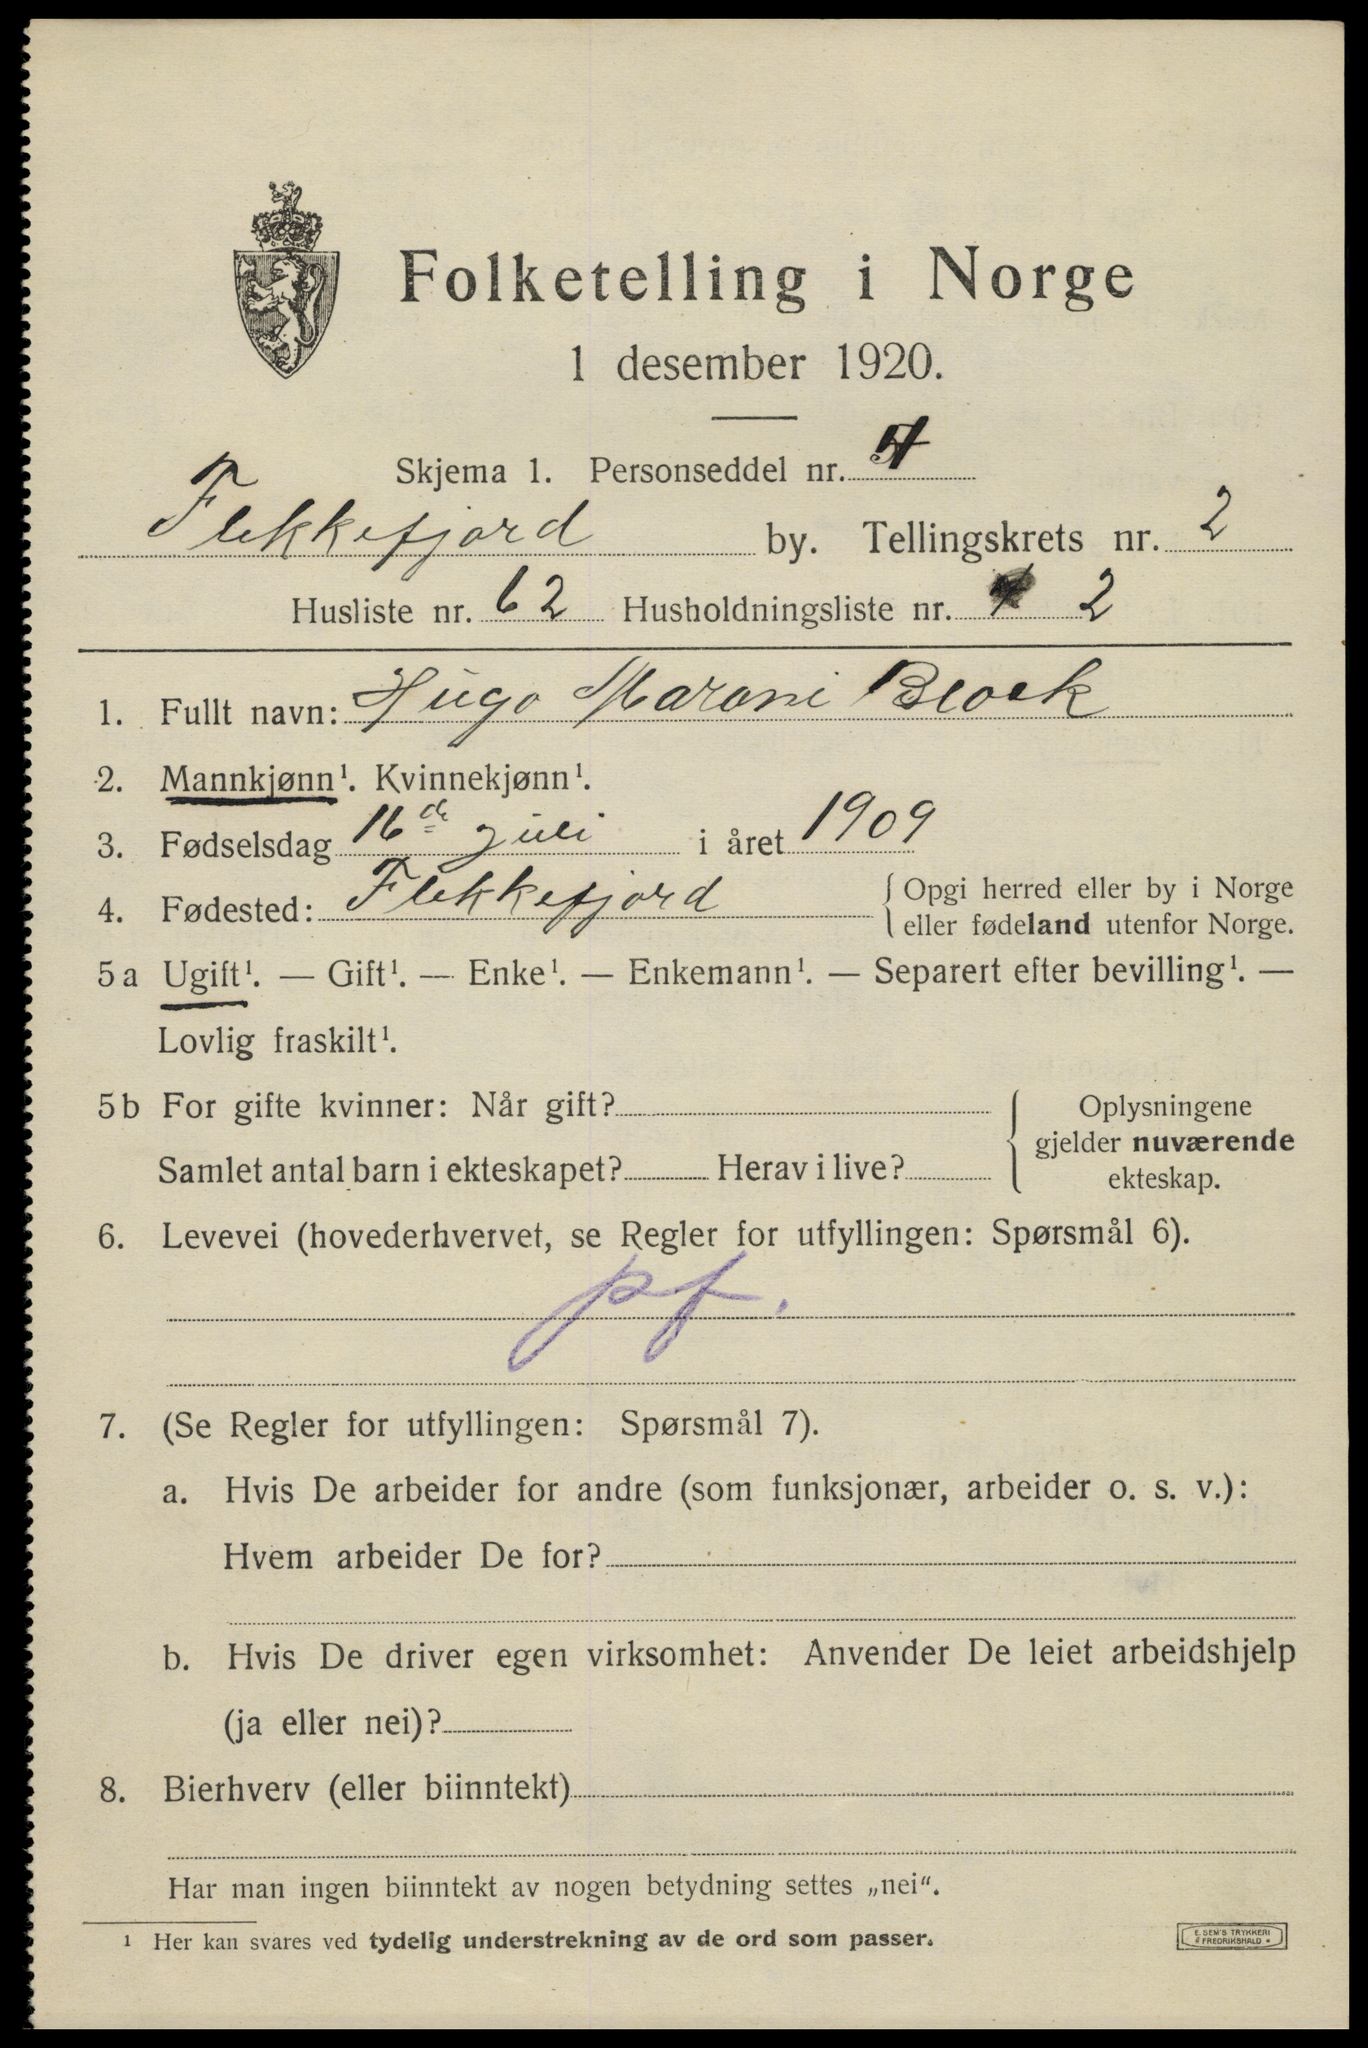 Folketelling i Norge
1 desember 1920.
Skjema 1. Personseddel nr. 4
Flekkefjord by. Tellingskrets nr. 2
Husliste nr. 62 Husholdningsliste nr. 2
1. Fullt navn: Hugo Marani Block
2. Mannkjønn¹. Kvinnekjønn¹.
3. Fødselsdag 16de juli i året 1909
4. Fødested: Flekkefjord { Opgi herred eller by i Norge
eller fødeland utenfor Norge.
5 a Ugift¹. — Gift¹. — Enke¹. — Enkemann¹. — Separert efter bevilling¹. —
Lovlig fraskilt¹.
5 b For gifte kvinner: Når gift? { Oplysningene
gjelder nuværende
Samlet antal barn i ekteskapet? Herav i live? ekteskap.
6. Levevei (hovederhvervet, se Regler for utfyllingen: Spørsmål 6).
pf.
7. (Se Regler for utfyllingen: Spørsmål 7).
a. Hvis De arbeider for andre (som funksjonær, arbeider o. s. v.):
Hvem arbeider De for?
b. Hvis De driver egen virksomhet: Anvender De leiet arbeidshjelp
(ja eller nei)?
8. Bierhverv (eller biinntekt)
Har man ingen biinntekt av nogen betydning settes „nei".
¹ Her kan svares ved tydelig understrekning av de ord som passer.
E. SEM'S TRYKKERI
* FREDRIKSHALD *